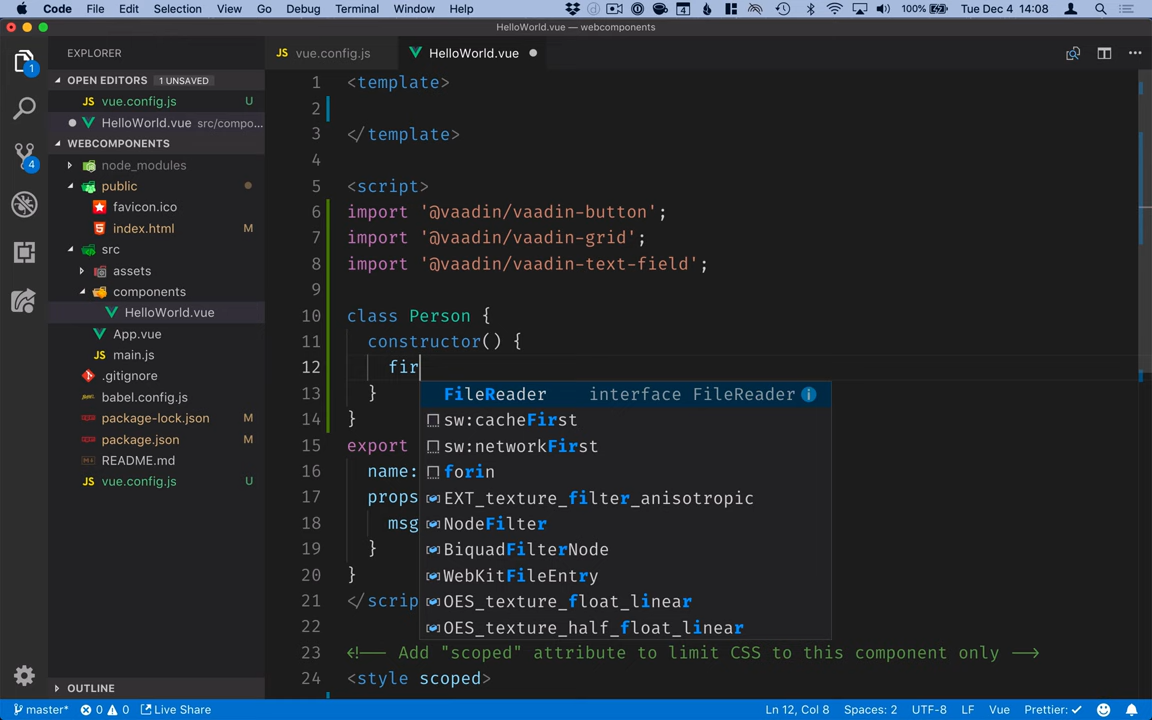 Code File Edit Selection View Go Debug Terminal Window Help 4 100% Tue Dec 4 14:08
HelloWorld.vue — webcomponents
EXPLORER
OPEN EDITORS 1 UNSAVED
JS vue.config.js U
HelloWorld.vue src/compo...
WEBCOMPONENTS
node_modules
public
favicon.ico
index.html M
src
assets
components
HelloWorld.vue
App.vue
main.js
.gitignore
babel.config.js
package-lock.json M
package.json M
README.md
JS vue.config.js U
OUTLINE
1
4
JS vue.config.js
HelloWorld.vue
1 <template>
2
3 </template>
4
5 <script>
6 import '@vaadin/vaadin-button';
7 import '@vaadin/vaadin-grid';
8 import '@vaadin/vaadin-text-field';
9
10 class Person {
11 constructor() {
12 fir
13 }
14 }
15 export
16 name:
17 props
18 msg
19 }
20 }
21 </scrip
22
23 <!-- Add "scoped" attribute to limit CSS to this component only -->
24 <style scoped>
FileReader interface FileReader
sw:cacheFirst
sw:networkFirst
forin
EXT_texture_filter_anisotropic
NodeFilter
BiquadFilterNode
WebKitFileEntry
OES_texture_float_linear
OES_texture_half_float_linear
master* 0 0 Live Share Ln 12, Col 8 Spaces: 2 UTF-8 LF Vue Prettier: ✓